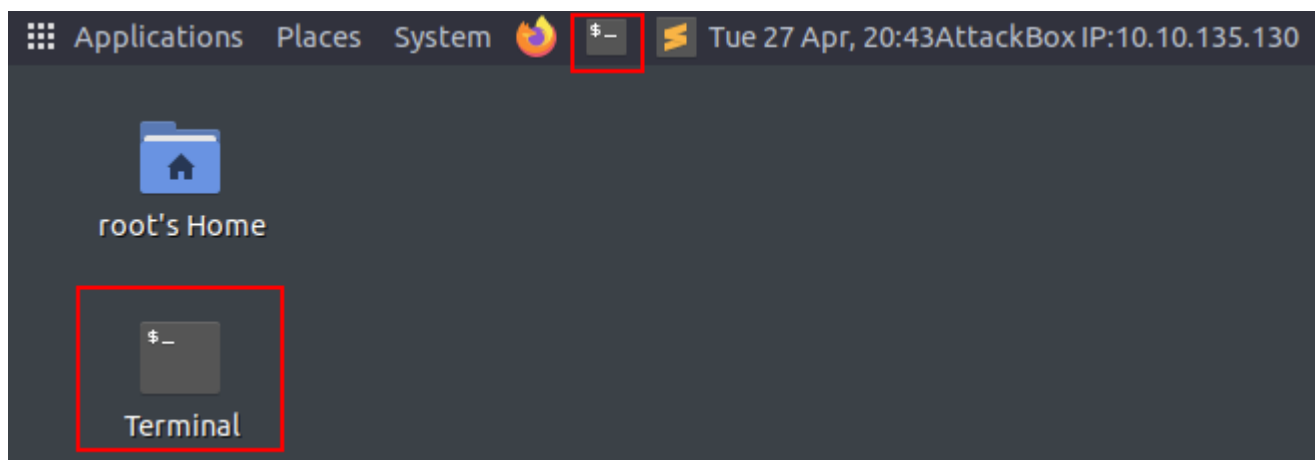 Applications Places System $_ Tue 27 Apr, 20:43AttackBox IP:10.10.135.130
root's Home
$_
Terminal